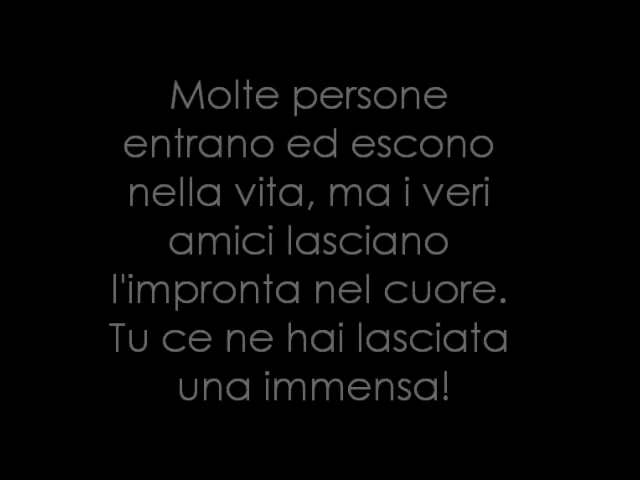 Molte persone
entrano ed escono
nella vita, ma i veri
amici lasciano
l'impronta nel cuore.
Tu ce ne hai lasciata
una immensa!